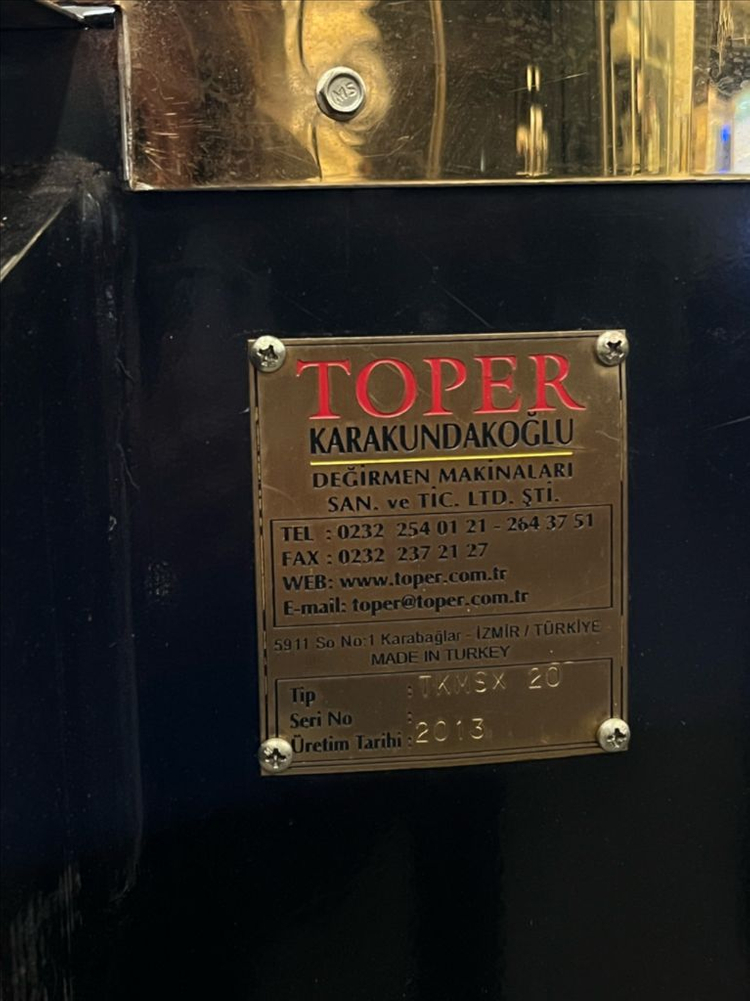 MS
TOPER
KARAKUNDAKOĞLU
DEĞİRMEN MAKİNALARI
SAN. ve TİC. LTD. ŞTİ.
TEL : 0232 254 01 21 - 264 37 51
FAX : 0232 237 21 27
WEB: www.toper.com.tr
E-mail: toper@toper.com.tr
5911 So No:1 Karabağlar - İZMİR / TÜRKİYE
MADE IN TURKEY
Tip : TKMSX 20
Seri No :
Üretim Tarihi : 2013